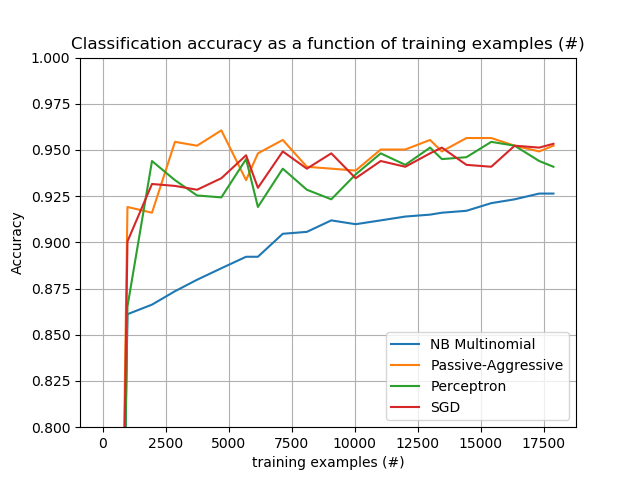 Classification accuracy as a function of training examples (#)
1.000
0.975
0.950
0.925
0.900
0.875
0.850
0.825
0.800
Accuracy
NB Multinomial
Passive-Aggressive
Perceptron
SGD
0 2500 5000 7500 10000 12500 15000 17500
training examples (#)